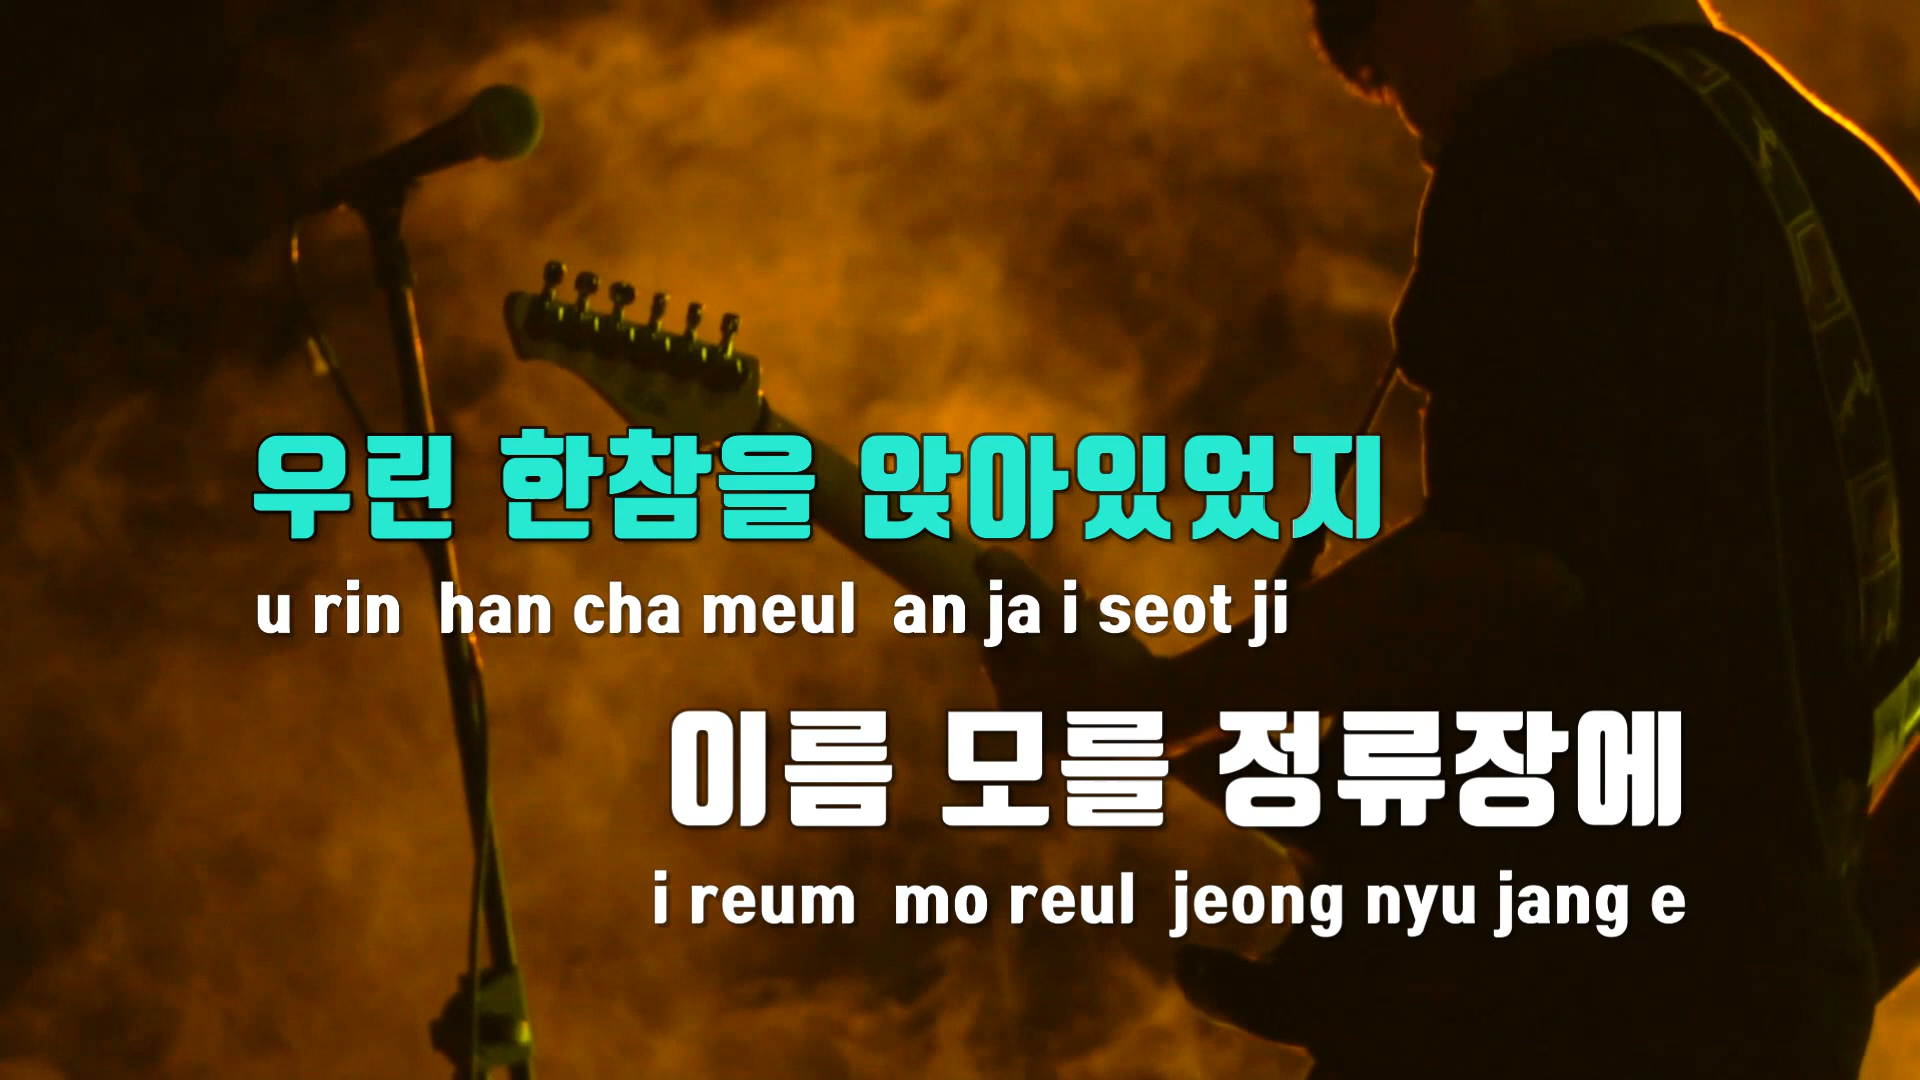 우린 한참을 앉아있었지
u rin han cha meul an ja i seot ji
이름 모를 정류장에
i reum mo reul jeong nyu jang e